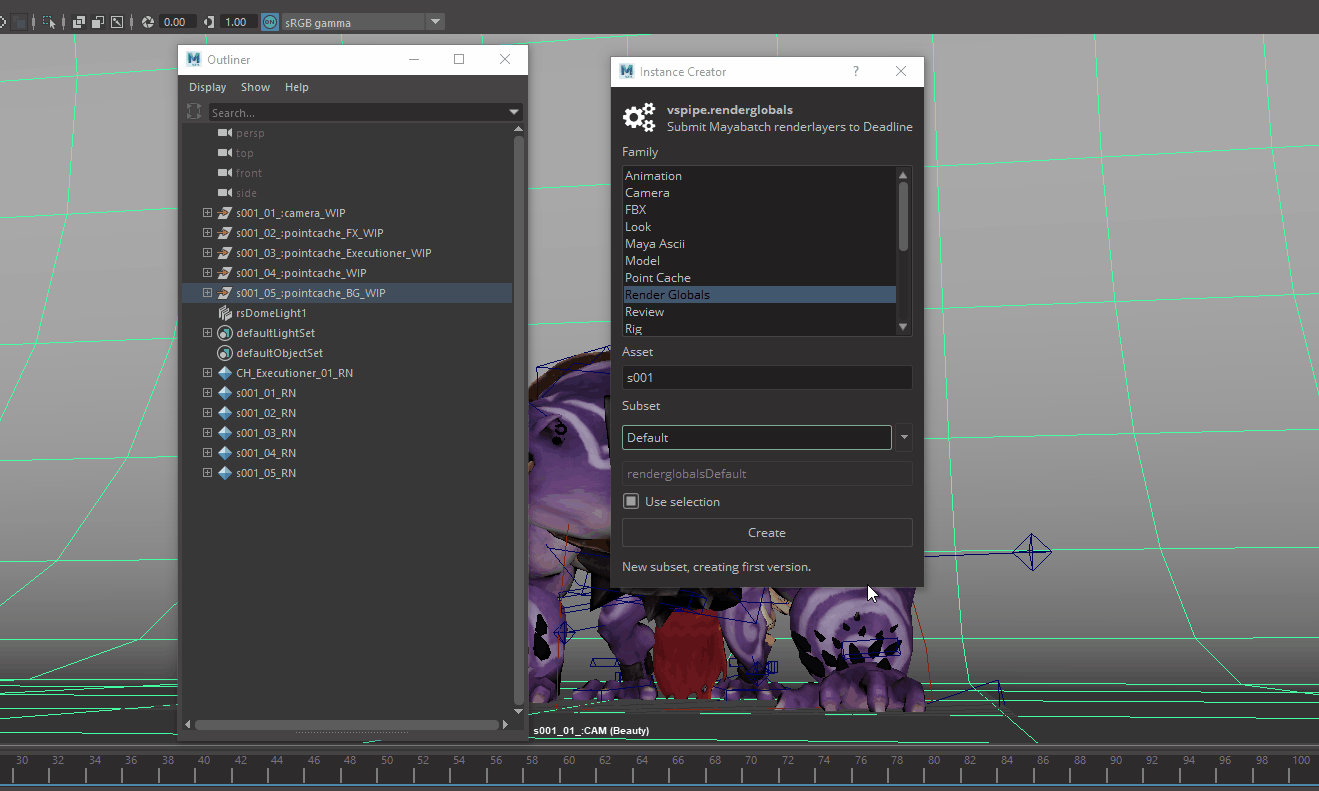 0.00 1.00 ON sRGB gamma
Outliner
Display Show Help
Search...
persp
top
front
side
s001_01_:camera_WIP
s001_02_:pointcache_FX_WIP
s001_03_:pointcache_Executioner_WIP
s001_04_:pointcache_WIP
s001_05_:pointcache_BG_WIP
rsDomeLight1
defaultLightSet
defaultObjectSet
CH_Executioner_01_RN
s001_01_RN
s001_02_RN
s001_03_RN
s001_04_RN
s001_05_RN
Instance Creator ?
vspipe.renderglobals
Submit Mayabatch renderlayers to Deadline
Family
Animation
Camera
FBX
Look
Maya Ascii
Model
Point Cache
Render Globals
Review
Rig
Asset
s001
Subset
Default
renderglobalsDefault
Use selection
Create
New subset, creating first version.
s001_01_:CAM (Beauty)
30 32 34 36 38 40 42 44 46 48 50 52 54 56 58 60 62 64 66 68 70 72 74 76 78 80 82 84 86 88 90 92 94 96 98 100